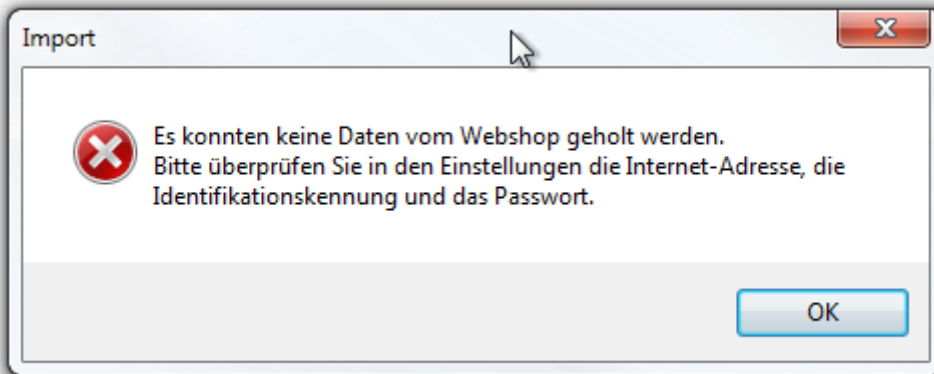 Import
Es konnten keine Daten vom Webshop geholt werden.
Bitte überprüfen Sie in den Einstellungen die Internet-Adresse, die
Identifikationskennung und das Passwort.
OK